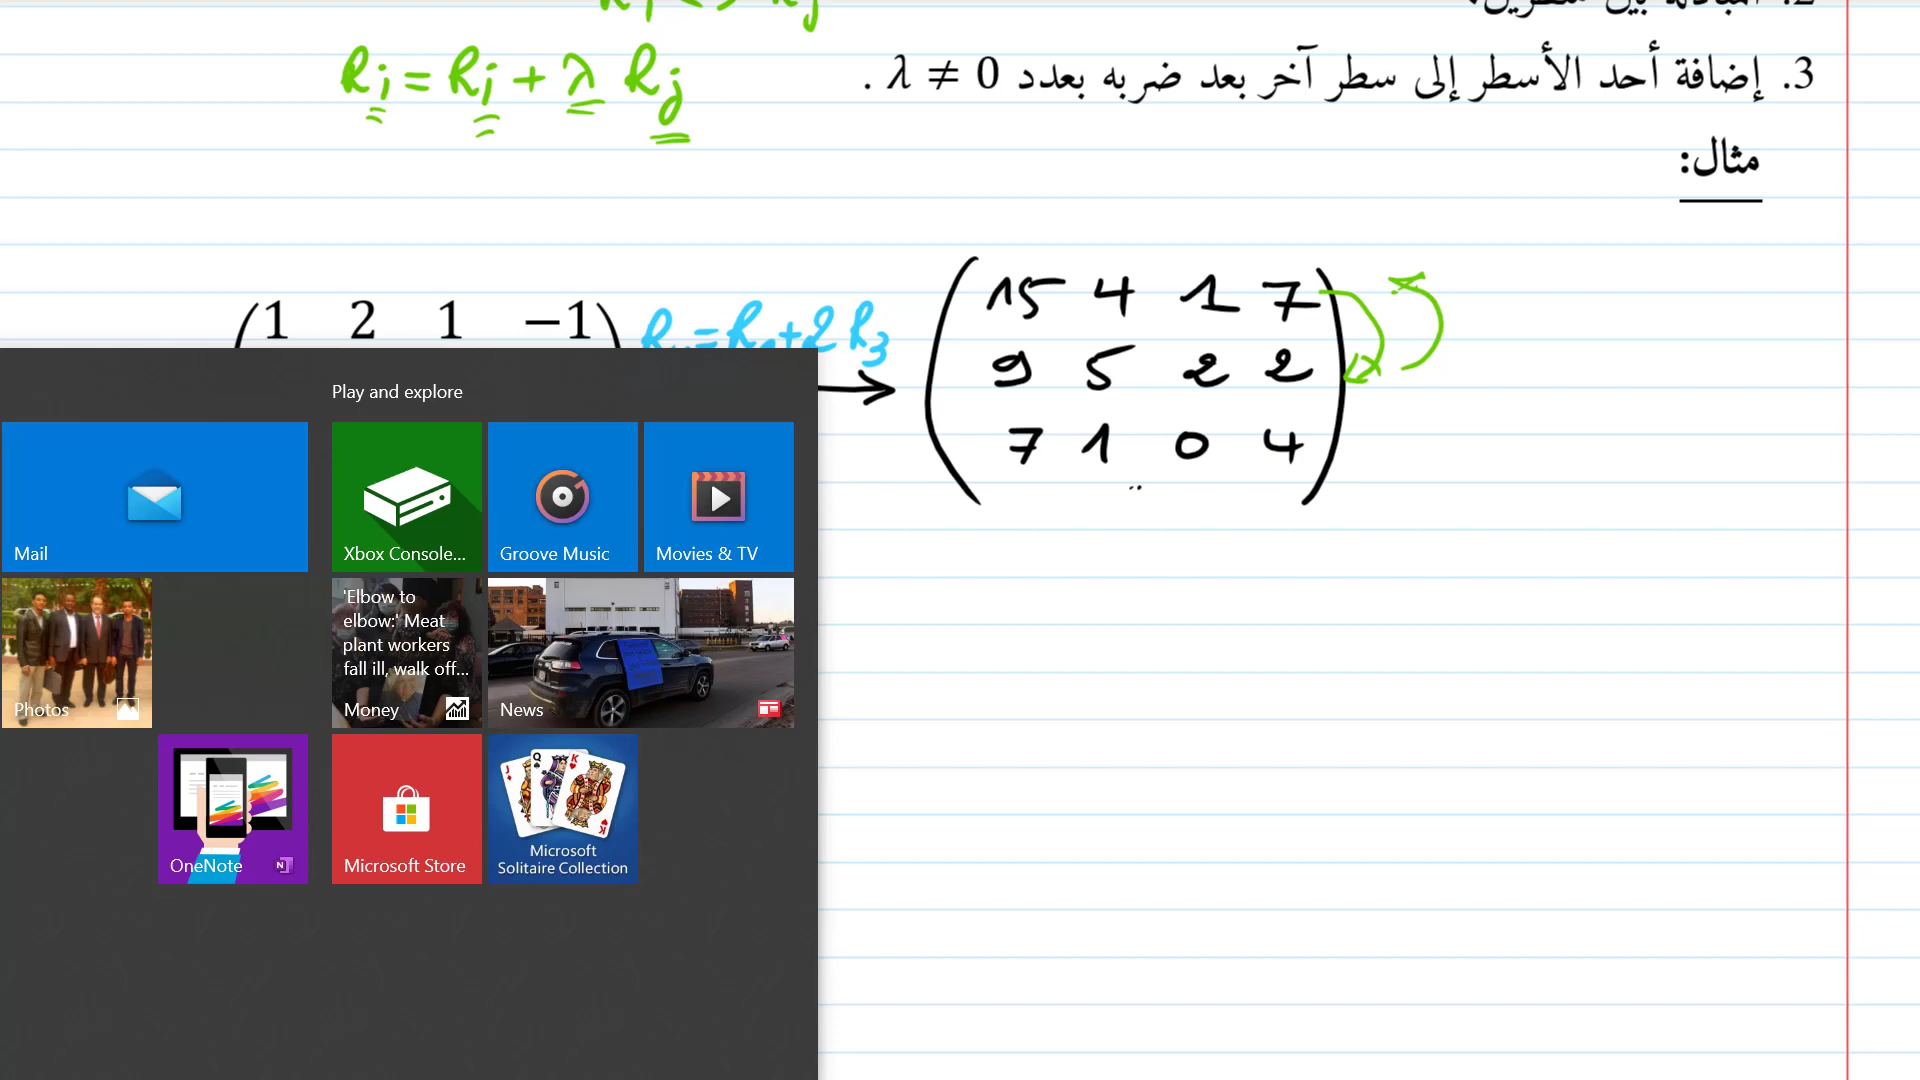 3. إضافة أحد الأسطر إلى سطر آخر بعد ضربه بعدد λ ≠ 0 .
Ri = Ri + λ Rj
مثال:
(1 2 1 −1) R1=R1+2R3
15 4 1 7
9 5 2 2
7 1 0 4
Play and explore
Mail
Xbox Console...
Groove Music
Movies & TV
Photos
'Elbow to
elbow:' Meat
plant workers
fall ill, walk off...
Money
News
OneNote
Microsoft Store
Microsoft
Solitaire Collection